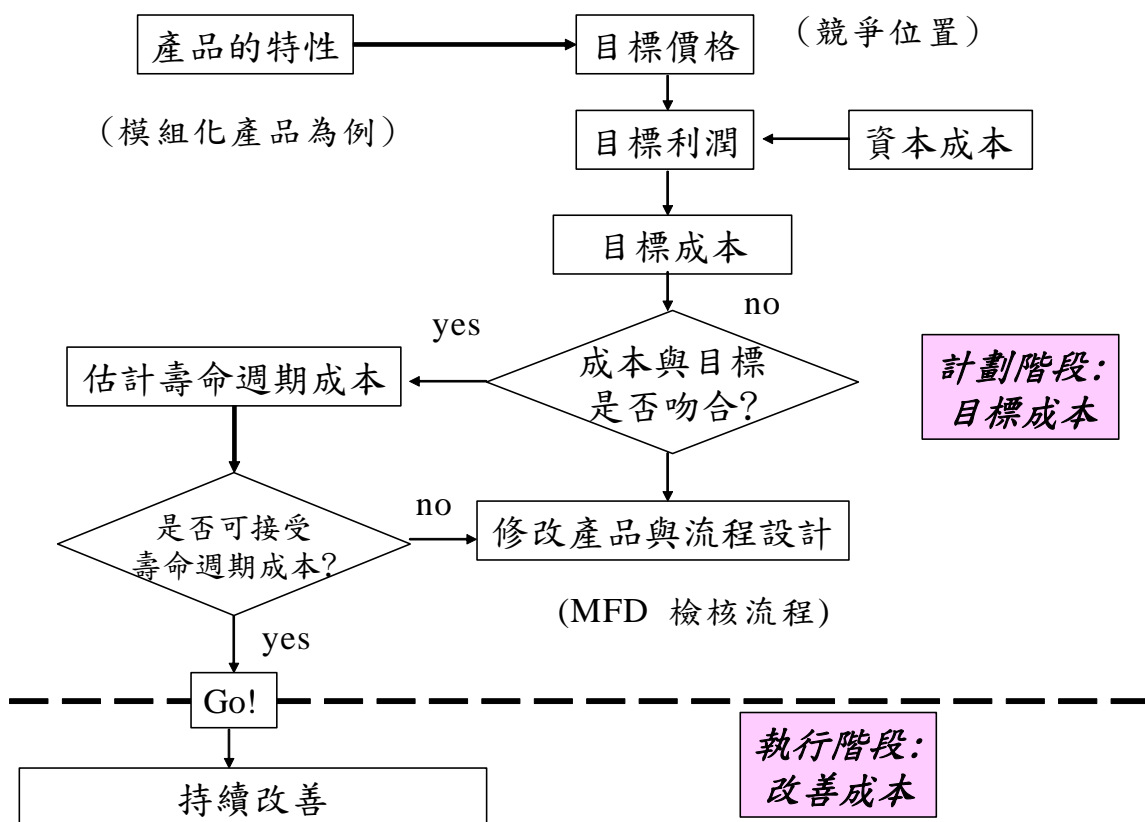 產品的特性
目標價格
（競爭位置）
（模組化產品為例）
目標利潤
資本成本
目標成本
no
yes
估計壽命週期成本
成本與目標
是否吻合?
計劃階段:
目標成本
是否可接受
壽命週期成本?
no
修改產品與流程設計
(MFD 檢核流程)
yes
Go!
執行階段:
改善成本
持續改善